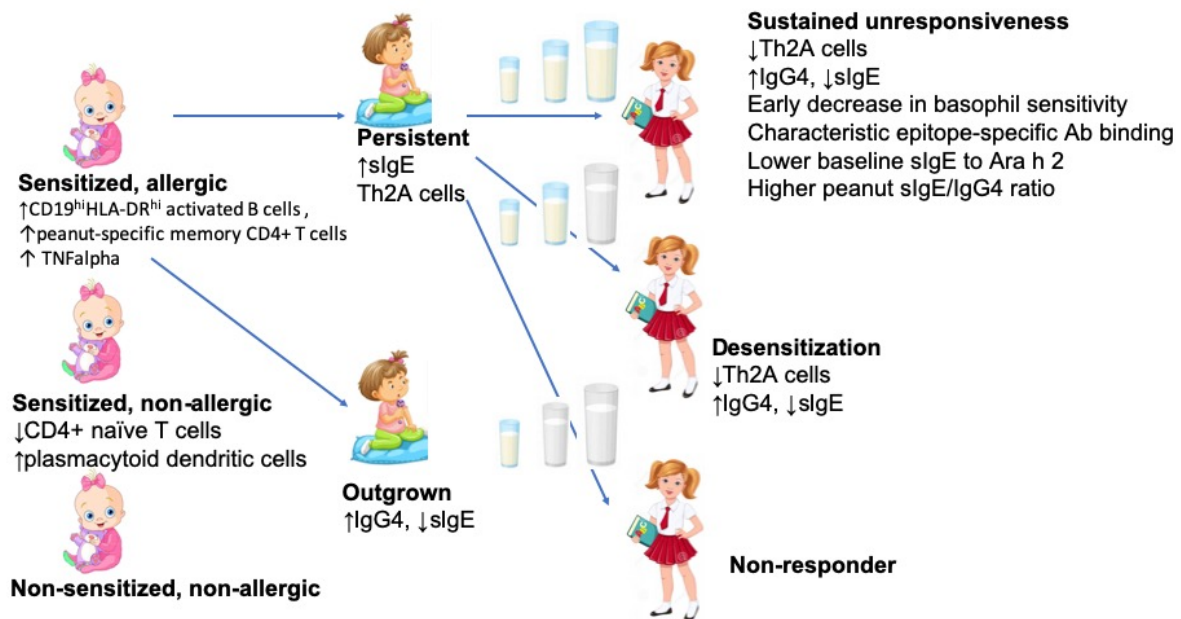 Sensitized, allergic
↑CD19ʰⁱHLA-DRʰⁱ activated B cells ,
↑peanut-specific memory CD4+ T cells
↑ TNFalpha
Sensitized, non-allergic
↓CD4+ naïve T cells
↑plasmacytoid dendritic cells
Non-sensitized, non-allergic
Persistent
↑sIgE
Th2A cells
Outgrown
↑IgG4, ↓sIgE
Sustained unresponsiveness
↓Th2A cells
↑IgG4, ↓sIgE
Early decrease in basophil sensitivity
Characteristic epitope-specific Ab binding
Lower baseline sIgE to Ara h 2
Higher peanut sIgE/IgG4 ratio
Desensitization
↓Th2A cells
↑IgG4, ↓sIgE
Non-responder